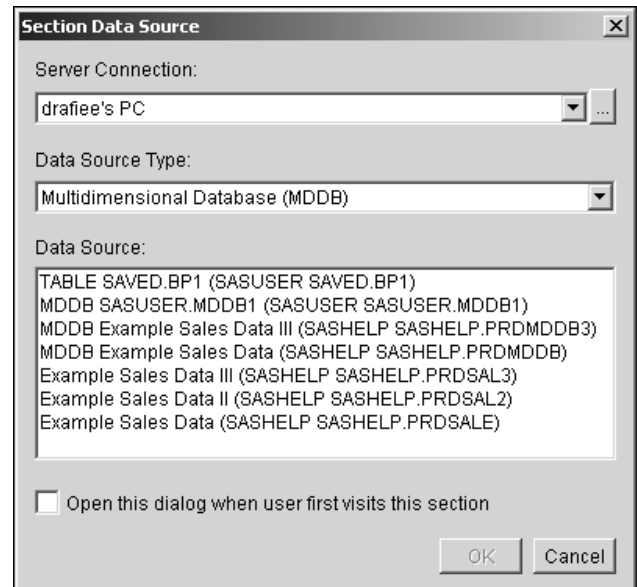 Section Data Source
Server Connection:
drafiee's PC
...
Data Source Type:
Multidimensional Database (MDDB)
Data Source:
TABLE SAVED.BP1 (SASUSER SAVED.BP1)
MDDB SASUSER.MDDB1 (SASUSER SASUSER.MDDB1)
MDDB Example Sales Data III (SASHELP SASHELP.PRDMDDB3)
MDDB Example Sales Data (SASHELP SASHELP.PRDMDDB)
Example Sales Data III (SASHELP SASHELP.PRDSAL3)
Example Sales Data II (SASHELP SASHELP.PRDSAL2)
Example Sales Data (SASHELP SASHELP.PRDSALE)
Open this dialog when user first visits this section
OK Cancel